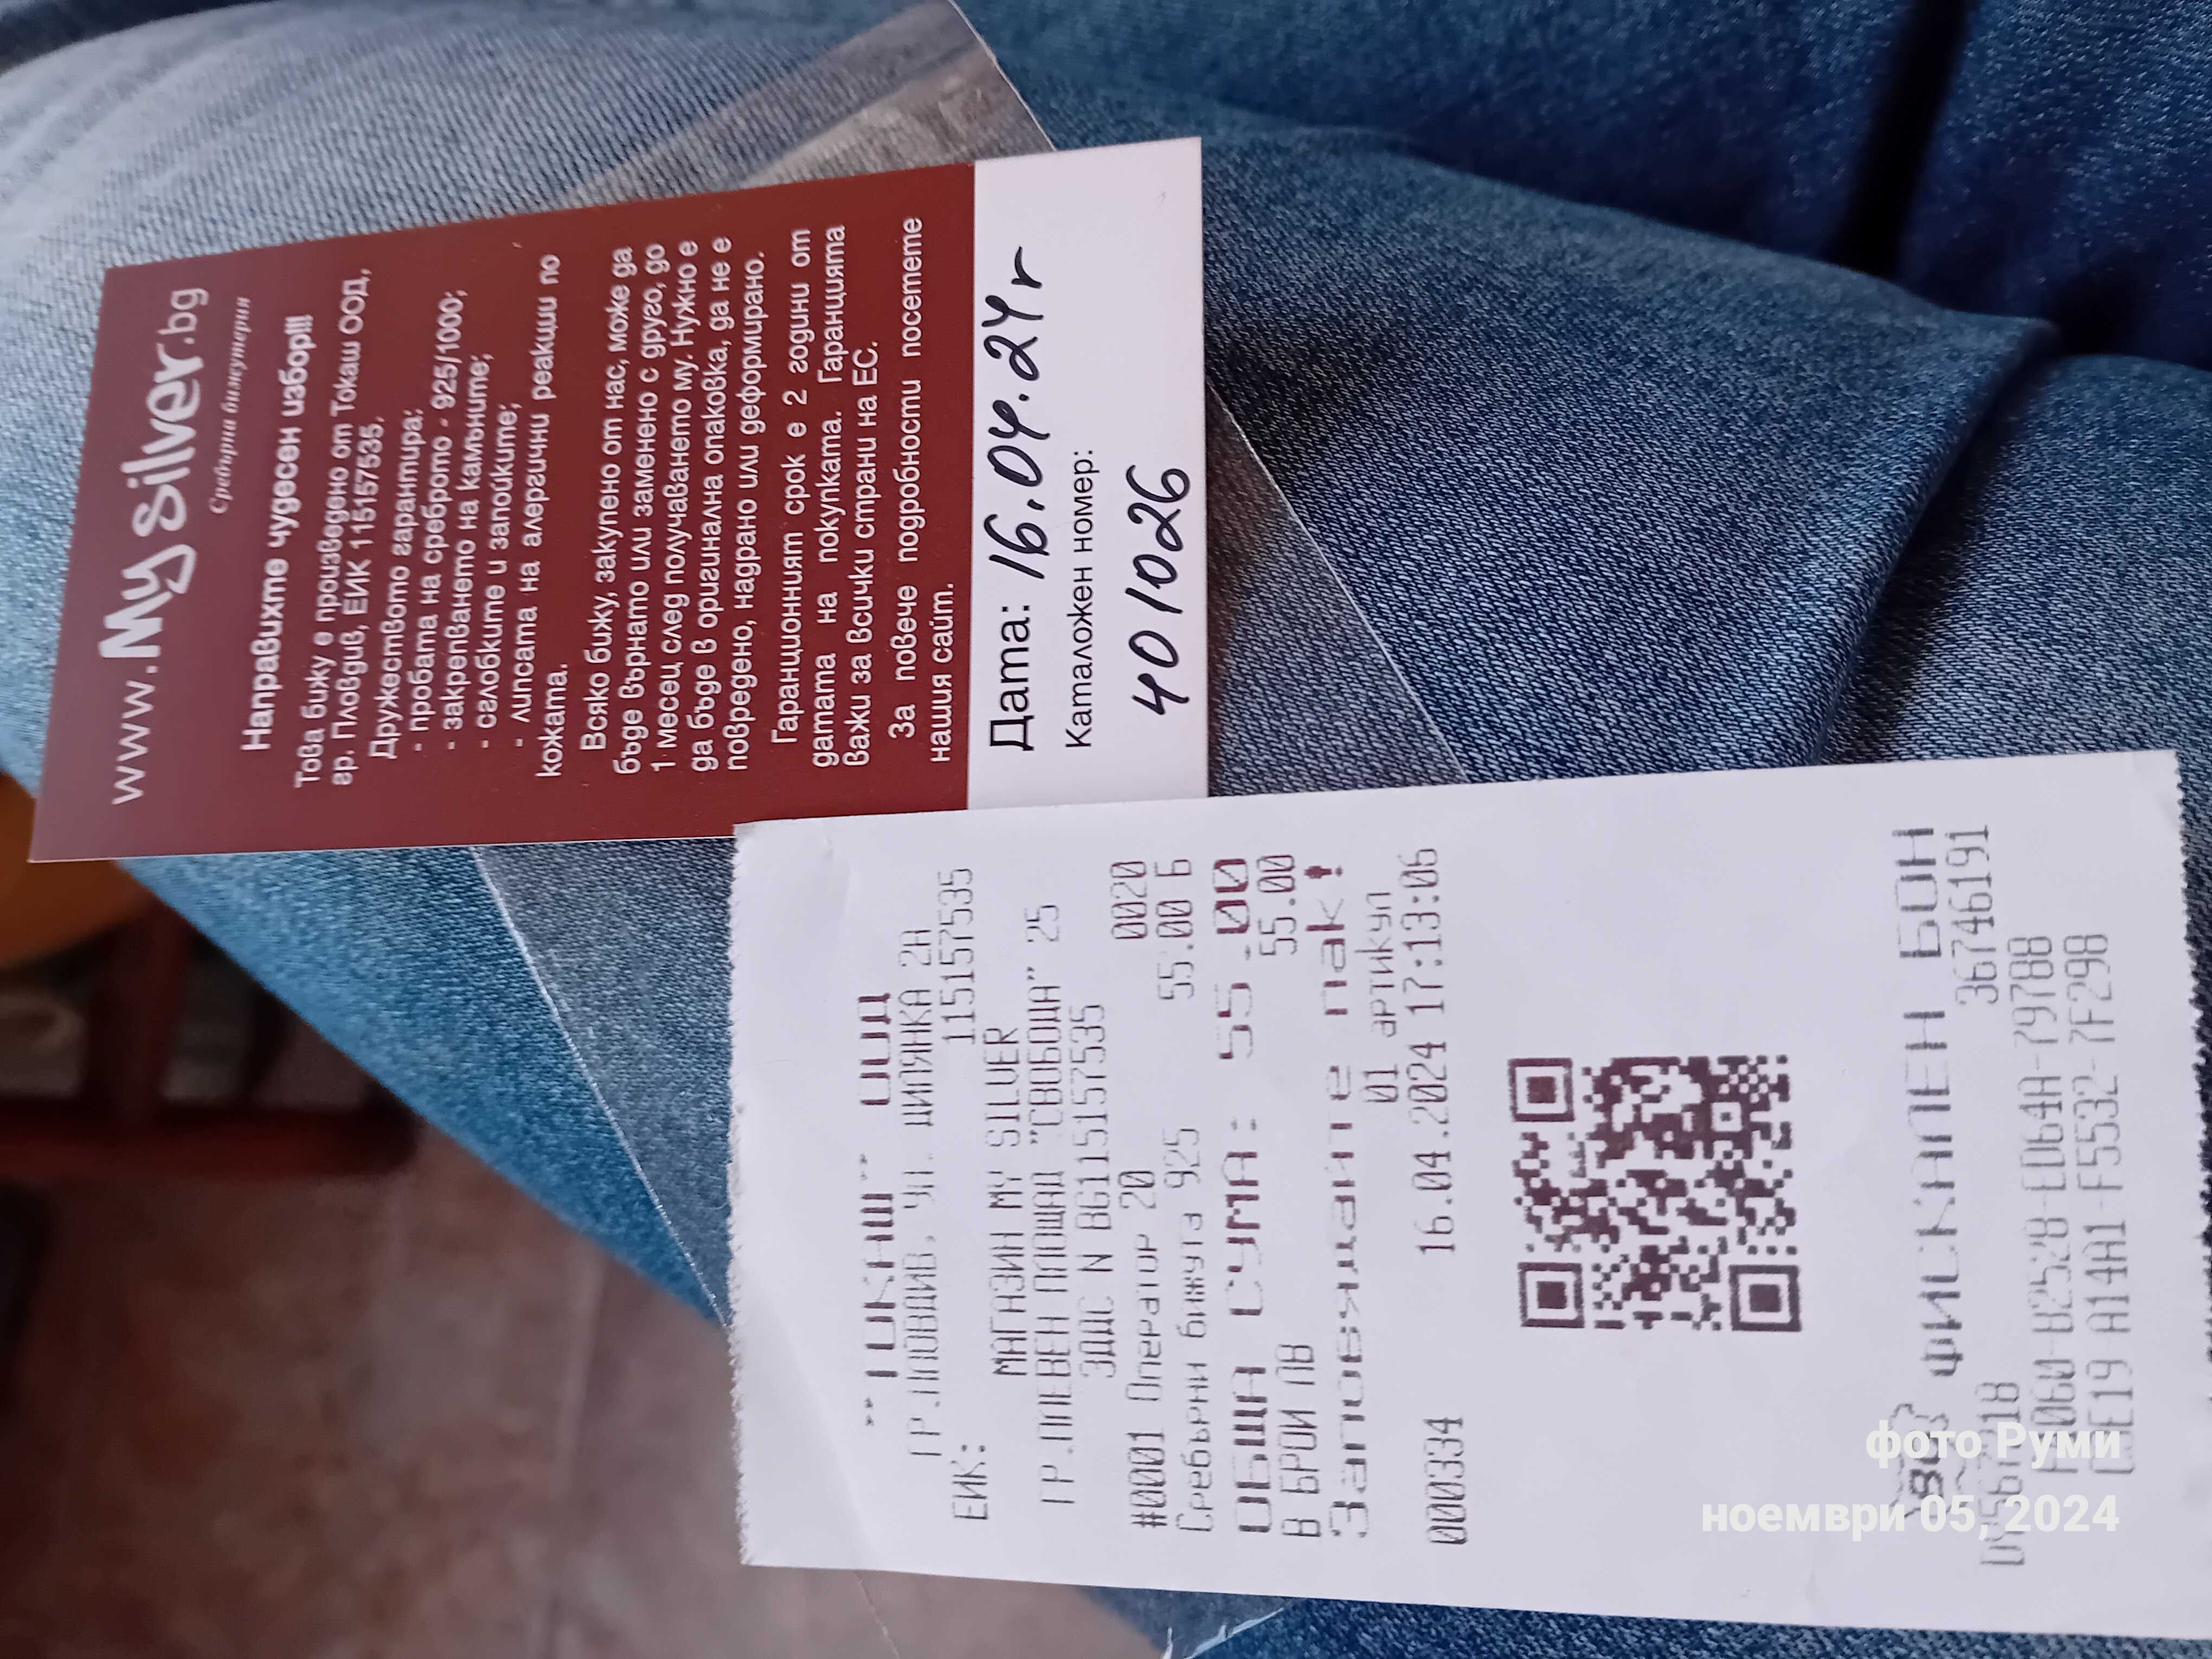 www.Mysilver.bg
Сребърна бижутерия
Направихте чудесен избор!!!
Това бижу е произведено от Токаш ООД,
гр. Пловдив, ЕИК 115157535.
Дружеството гарантира:
- пробата на среброто - 925/1000;
- закрепването на камъните;
- сглобките и запойките;
- липсата на алергични реакции по
кожата.
Всяко бижу, закупено от нас, може да
бъде върнато или заменено с друго, до
1 месец след получаването му. Нужно е
да бъде в оригинална опаковка, да не е
повредено, надрано или деформирано.
Гаранционният срок е 2 години от
датата на покупката. Гаранцията
важи за всички страни на ЕС.
За повече подробности посетете
нашия сайт.
Дата: 16.04.24г
Каталожен номер:
401026
"ТОКАШ" ООД
ГР.ПЛОВДИВ, УЛ. ЦИЛЯНКА 2А
ЕИК: 115157535
МАГАЗИН MY SILVER
ГР.ПЛЕВЕН ПЛОЩАД "СВОБОДА" 25
ЗДДС N BG115157535
#0001 Оператор 20 0020
Сребърни бижута 925 55.00 Б
ОБЩА СУМА: 55.00
В БРОЙ ЛВ 55.00
Заповядайте пак!
01 артикул
000334 16.04.2024 17:13:06
ФИСКАЛЕН БОН
36746191
фото Руми
ноември 05, 2024